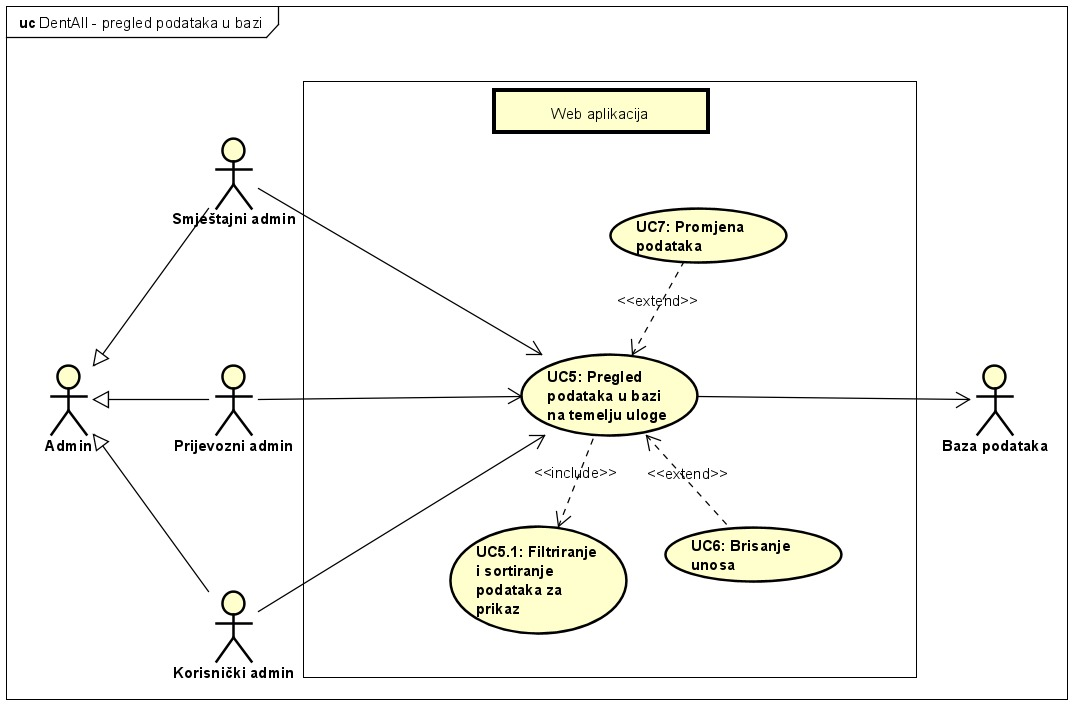 uc DentAll - pregled podataka u bazi
Web aplikacija
Smještajni admin
UC7: Promjena
podataka
<<extend>>
UC5: Pregled
podataka u bazi
na temelju uloge
Admin
Prijevozni admin
Baza podataka
<<include>>
<<extend>>
UC5.1: Filtriranje
i sortiranje
podataka za
prikaz
UC6: Brisanje
unosa
Korisnički admin